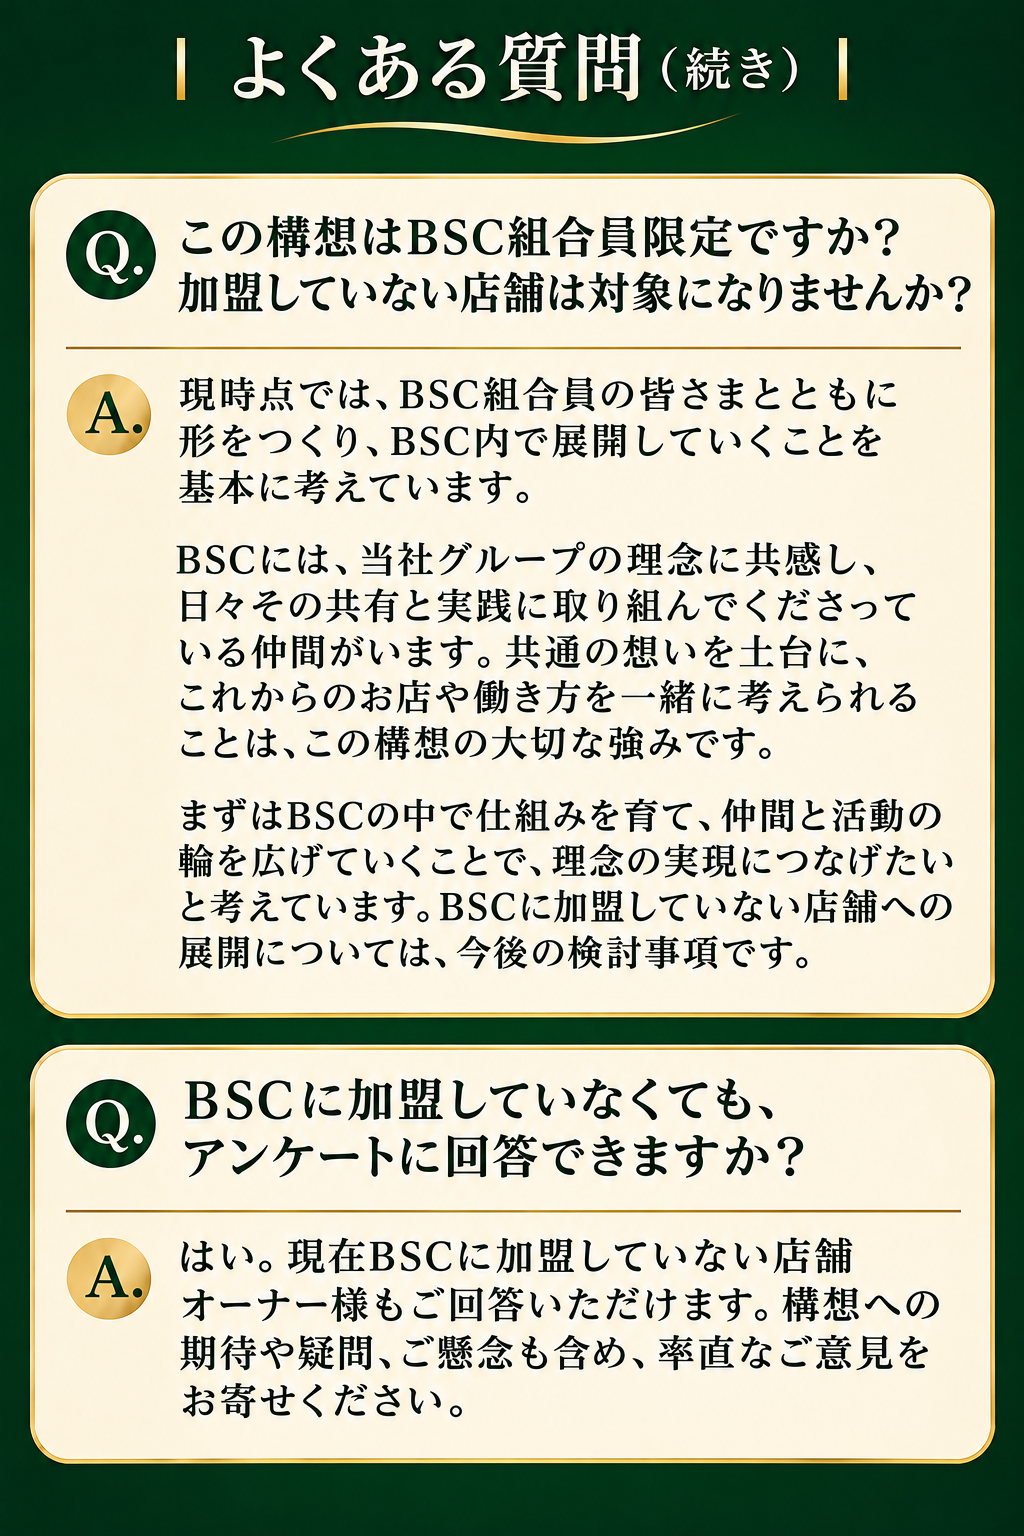 よくある質問（続き）
Q.
この構想はBSC組合員限定ですか？
加盟していない店舗は対象になりませんか？
A.
現時点では、BSC組合員の皆さまとともに
形をつくり、BSC内で展開していくことを
基本に考えています。
BSCには、当社グループの理念に共感し、
日々その共有と実践に取り組んでくださって
いる仲間がいます。共通の想いを土台に、
これからのお店や働き方を一緒に考えられる
ことは、この構想の大切な強みです。
まずはBSCの中で仕組みを育て、仲間と活動の
輪を広げていくことで、理念の実現につなげたい
と考えています。BSCに加盟していない店舗への
展開については、今後の検討事項です。
Q.
BSCに加盟していなくても、
アンケートに回答できますか？
A.
はい。現在BSCに加盟していない店舗
オーナー様もご回答いただけます。構想への
期待や疑問、ご懸念も含め、率直なご意見を
お寄せください。